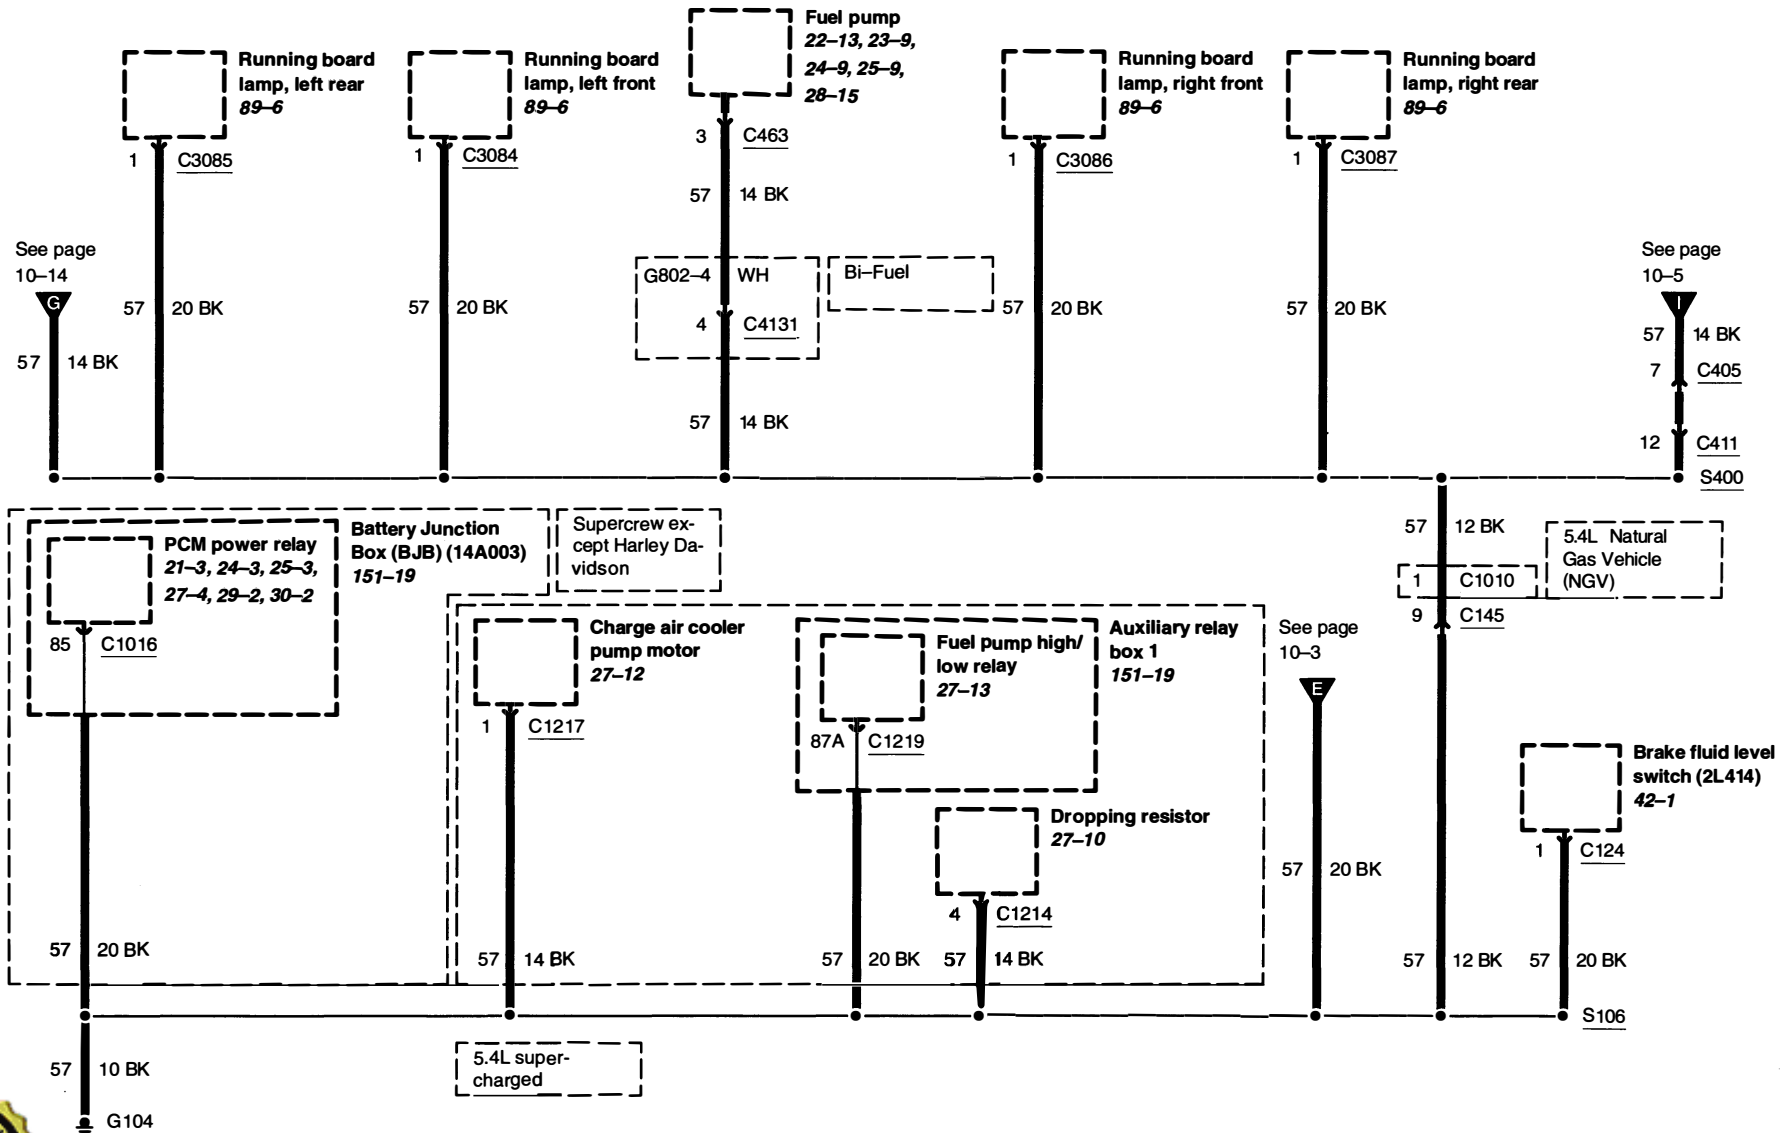 Fuel pump
22–13, 23–9,
24–9, 25–9,
28–15
Running board
lamp, left rear
89–6
Running board
lamp, left front
89–6
Running board
lamp, right front
89–6
Running board
lamp, right rear
89–6
3 C463
1 C3085
1 C3084
1 C3086
1 C3087
57 14 BK
See page
10–14
G
See page
10–5
I
G802–4 WH
Bi–Fuel
57 20 BK
57 20 BK
57 20 BK
57 20 BK
4 C4131
57 14 BK
57 14 BK
7 C405
57 14 BK
12 C411
S400
Battery Junction
Box (BJB) (14A003)
151–19
PCM power relay
21–3, 24–3, 25–3,
27–4, 29–2, 30–2
85 C1016
Supercrew ex-
cept Harley Da-
vidson
57 12 BK
5.4L Natural
Gas Vehicle
(NGV)
1 C1010
9 C145
Charge air cooler
pump motor
27–12
1 C1217
Fuel pump high/
low relay
27–13
87A C1219
Auxiliary relay
box 1
151–19
See page
10–3
E
Dropping resistor
27–10
4 C1214
Brake fluid level
switch (2L414)
42–1
1 C124
57 20 BK
57 20 BK
57 14 BK
57 20 BK
57 14 BK
57 12 BK
57 20 BK
S106
5.4L super-
charged
57 10 BK
G104